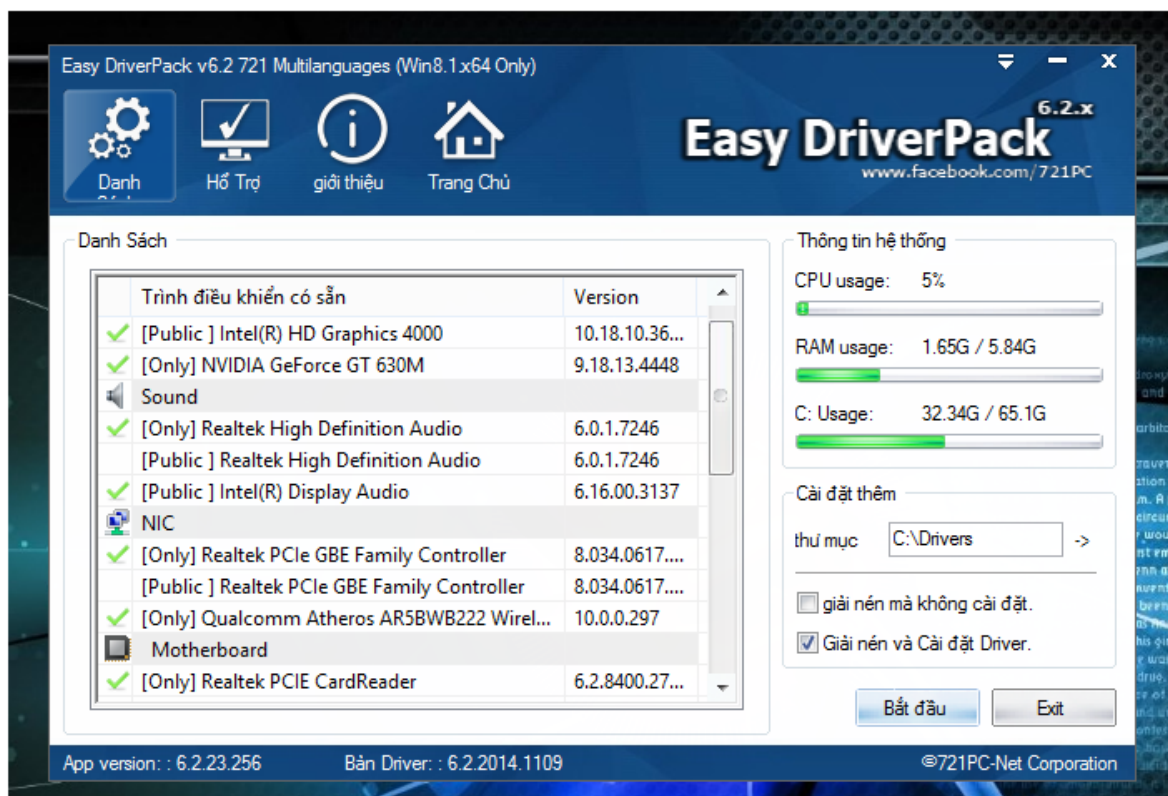 Easy DriverPack v6.2 721 Multilanguages (Win8.1.x64 Only)
6.2.x
Easy DriverPack
www.facebook.com/721PC
Danh
Hổ Trợ
giới thiệu
Trang Chủ
Danh Sách
Trình điều khiển có sẵn Version
[Public ] Intel(R) HD Graphics 4000 10.18.10.36...
[Only] NVIDIA GeForce GT 630M 9.18.13.4448
Sound
[Only] Realtek High Definition Audio 6.0.1.7246
[Public ] Realtek High Definition Audio 6.0.1.7246
[Public ] Intel(R) Display Audio 6.16.00.3137
NIC
[Only] Realtek PCIe GBE Family Controller 8.034.0617....
[Public ] Realtek PCIe GBE Family Controller 8.034.0617....
[Only] Qualcomm Atheros AR5BWB222 Wirel... 10.0.0.297
Motherboard
[Only] Realtek PCIE CardReader 6.2.8400.27...
Thông tin hệ thống
CPU usage: 5%
RAM usage: 1.65G / 5.84G
C: Usage: 32.34G / 65.1G
Cài đặt thêm
thư mục C:\Drivers ->
giải nén mà không cài đặt.
Giải nén và Cài đặt Driver.
Bắt đầu Exit
App version: : 6.2.23.256 Bản Driver: : 6.2.2014.1109 ©721PC-Net Corporation